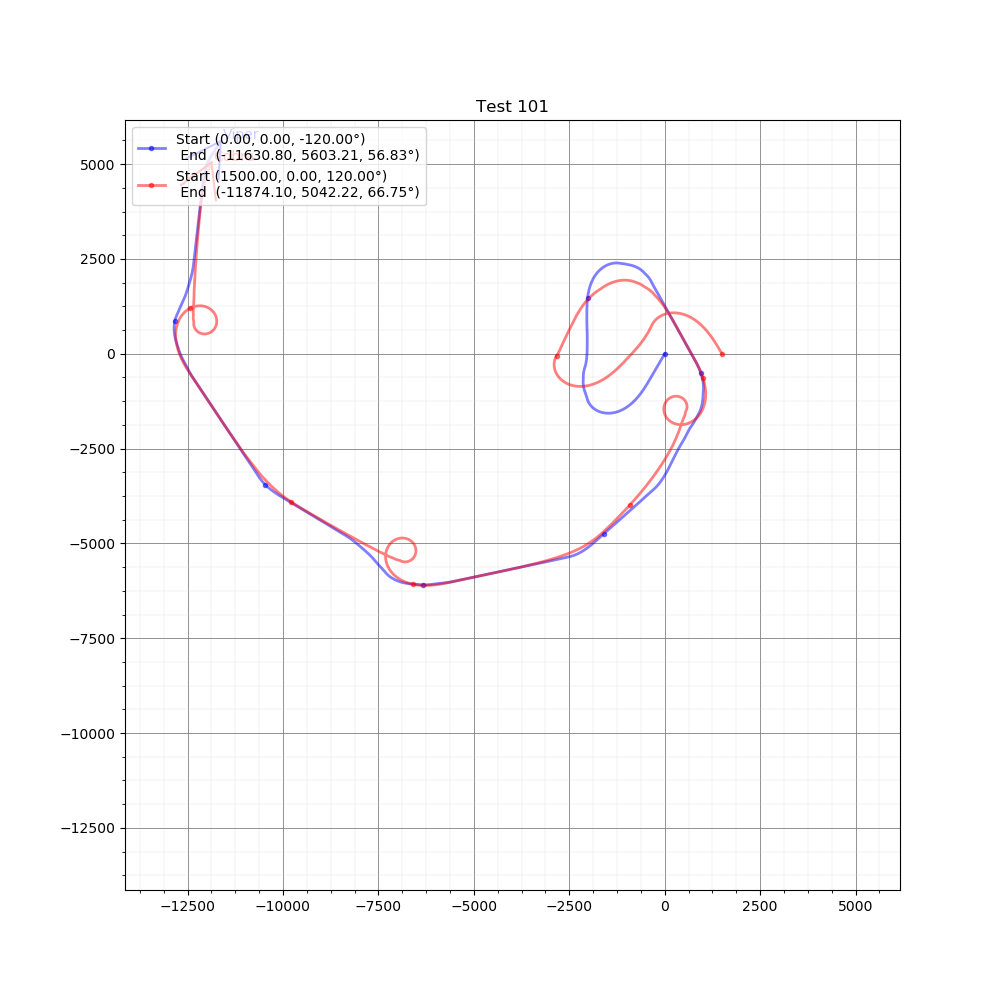 Test 101
Viper
Start (0.00, 0.00, -120.00°)
End (-11630.80, 5603.21, 56.83°)
Start (1500.00, 0.00, 120.00°)
End (-11874.10, 5042.22, 66.75°)
5000
2500
0
−2500
−5000
−7500
−10000
−12500
−12500 −10000 −7500 −5000 −2500 0 2500 5000